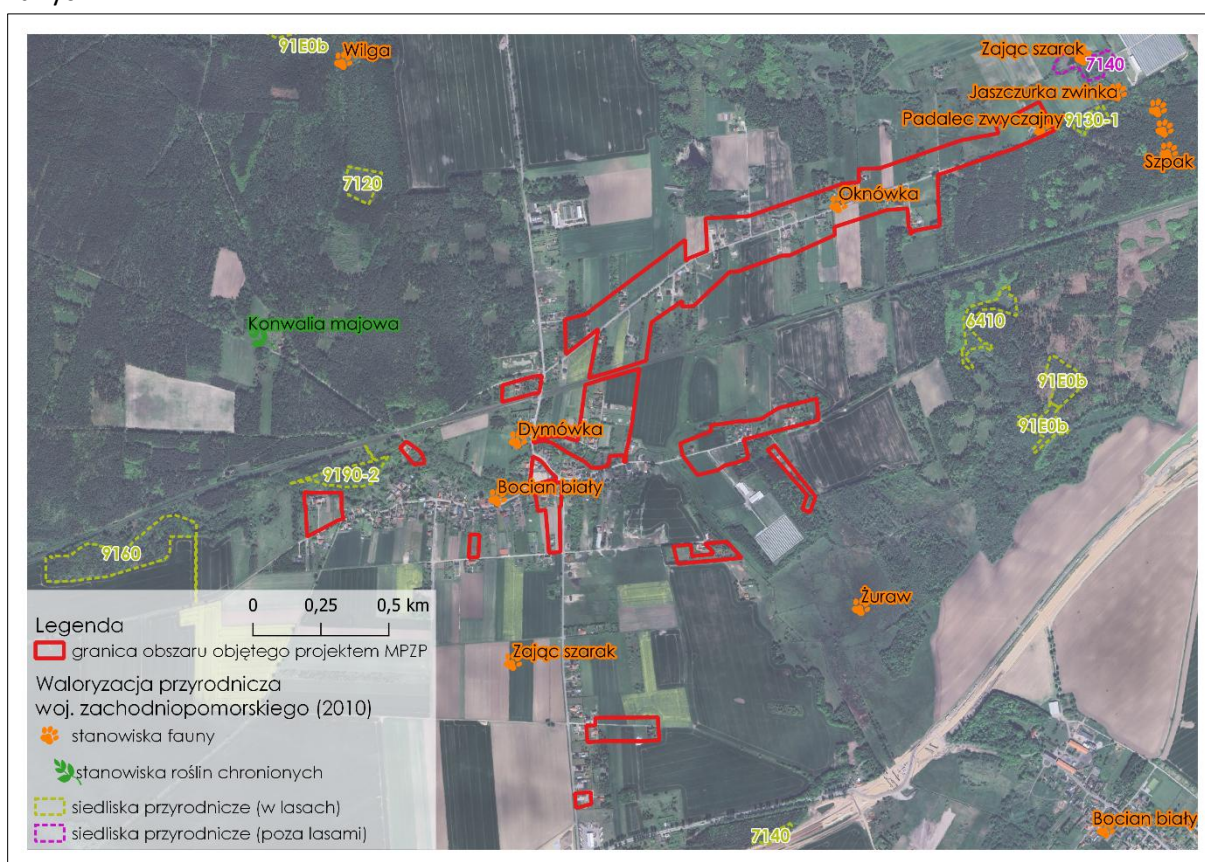 91E0b
Wilga
Zając szarak
7140
Jaszczurka zwinka
Padalec zwyczajny
9130-1
Szpak
7120
Oknówka
Konwalia majowa
6410
91E0b
91E0b
Dymówka
9190-2
Bocian biały
9160
Żuraw
Zając szarak
0 0,25 0,5 km
Legenda
granica obszaru objętego projektem MPZP
Waloryzacja przyrodnicza
woj. zachodniopomorskiego (2010)
stanowiska fauny
stanowiska roślin chronionych
siedliska przyrodnicze (w lasach)
siedliska przyrodnicze (poza lasami)
7140
Bocian biały